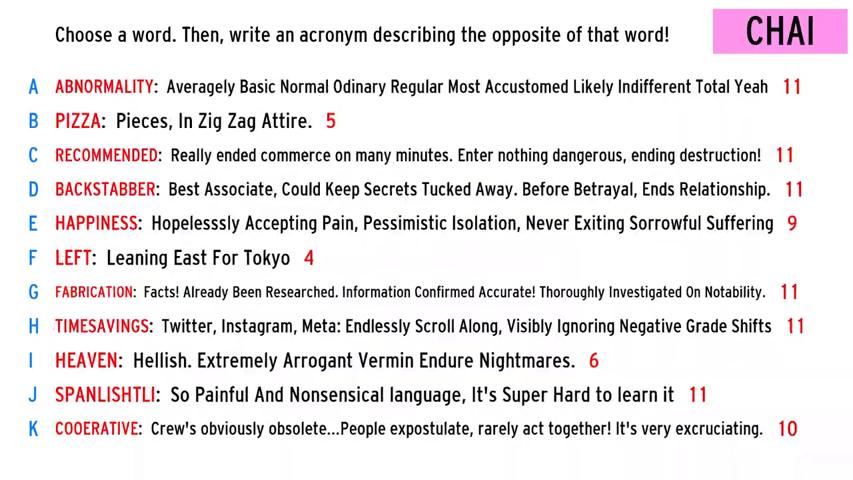 Choose a word. Then, write an acronym describing the opposite of that word!
CHAI
A ABNORMALITY: Averagely Basic Normal Odinary Regular Most Accustomed Likely Indifferent Total Yeah 11
B PIZZA: Pieces, In Zig Zag Attire. 5
C RECOMMENDED: Really ended commerce on many minutes. Enter nothing dangerous, ending destruction! 11
D BACKSTABBER: Best Associate, Could Keep Secrets Tucked Away. Before Betrayal, Ends Relationship. 11
E HAPPINESS: Hopelesssly Accepting Pain, Pessimistic Isolation, Never Exiting Sorrowful Suffering 9
F LEFT: Leaning East For Tokyo 4
G FABRICATION: Facts! Already Been Researched. Information Confirmed Accurate! Thoroughly Investigated On Notability. 11
H TIMESAVINGS: Twitter, Instagram, Meta: Endlessly Scroll Along, Visibly Ignoring Negative Grade Shifts 11
I HEAVEN: Hellish. Extremely Arrogant Vermin Endure Nightmares. 6
J SPANLISHTLI: So Painful And Nonsensical language, It's Super Hard to learn it 11
K COOERATIVE: Crew's obviously obsolete...People expostulate, rarely act together! It's very excruciating. 10